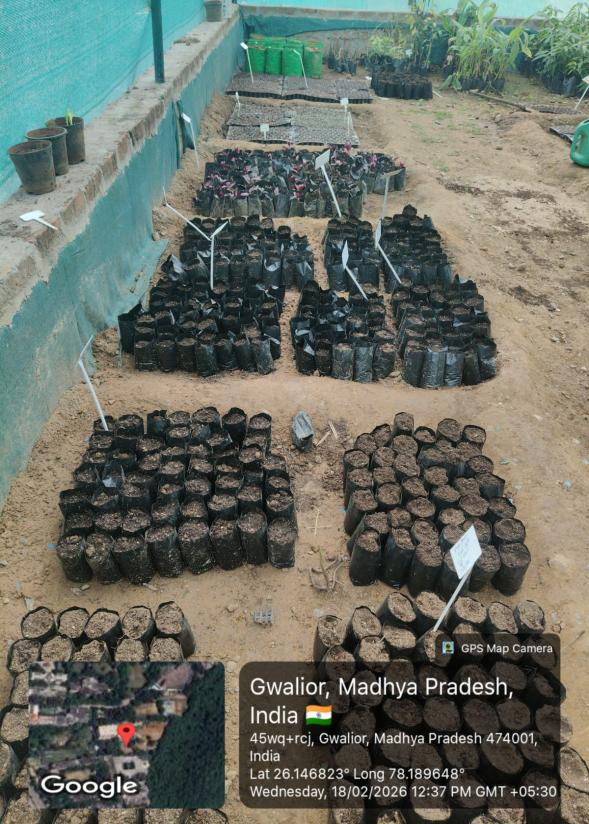 GPS Map Camera
Gwalior, Madhya Pradesh,
India 🇮🇳
45wq+rcj, Gwalior, Madhya Pradesh 474001,
India
Lat 26.146823° Long 78.189648°
Wednesday, 18/02/2026 12:37 PM GMT +05:30
Google